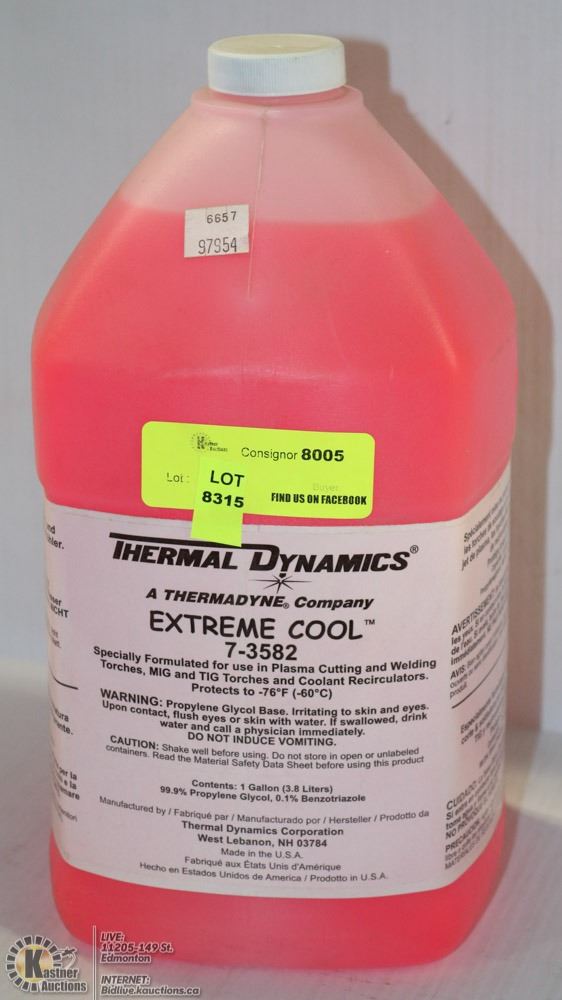 6657
97954
Kastner
Auctions
Consignor 8005
Lot :
LOT
8315
Buyer
FIND US ON FACEBOOK
THERMAL DYNAMICS®
A THERMADYNE® Company
EXTREME COOL™
7-3582
Specially Formulated for use in Plasma Cutting and Welding
Torches, MIG and TIG Torches and Coolant Recirculators.
Protects to -76°F (-60°C)
WARNING: Propylene Glycol Base. Irritating to skin and eyes.
Upon contact, flush eyes or skin with water. If swallowed, drink
water and call a physician immediately.
DO NOT INDUCE VOMITING.
CAUTION: Shake well before using. Do not store in open or unlabeled
containers. Read the Material Safety Data Sheet before using this product
Contents: 1 Gallon (3.8 Liters)
99.9% Propylene Glycol, 0.1% Benzotriazole
Manufactured by / Fabriqué par / Manufacturado por / Hersteller / Prodotto da
Thermal Dynamics Corporation
West Lebanon, NH 03784
Made in the U.S.A.
Fabriqué aux États Unis d'Amérique
Hecho en Estados Unidos de America / Prodotto in U.S.A.
Kastner
Auctions
LIVE:
11205-149 St.
Edmonton
INTERNET:
Bidlive.kauctions.ca